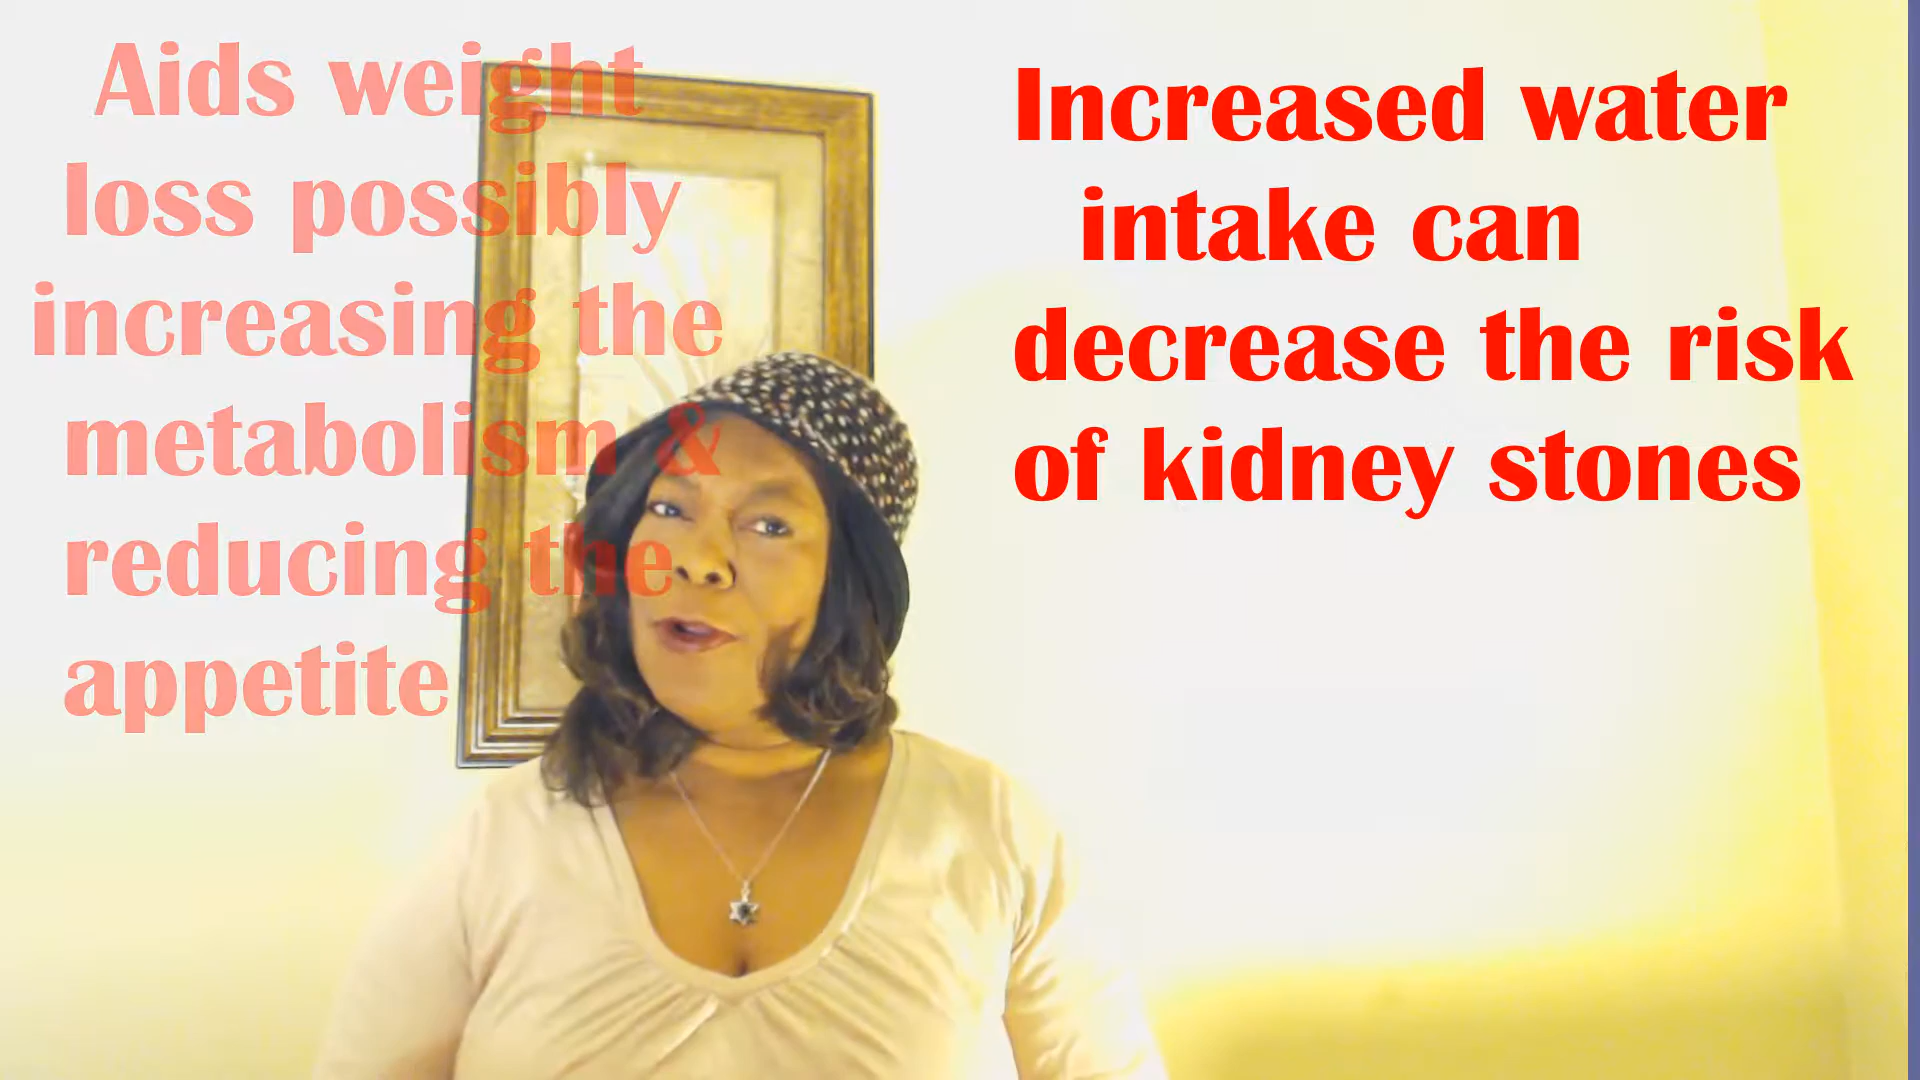 Aids weight
loss possibly
increasing the
metabolism &
reducing the
appetite
Increased water
intake can
decrease the risk
of kidney stones